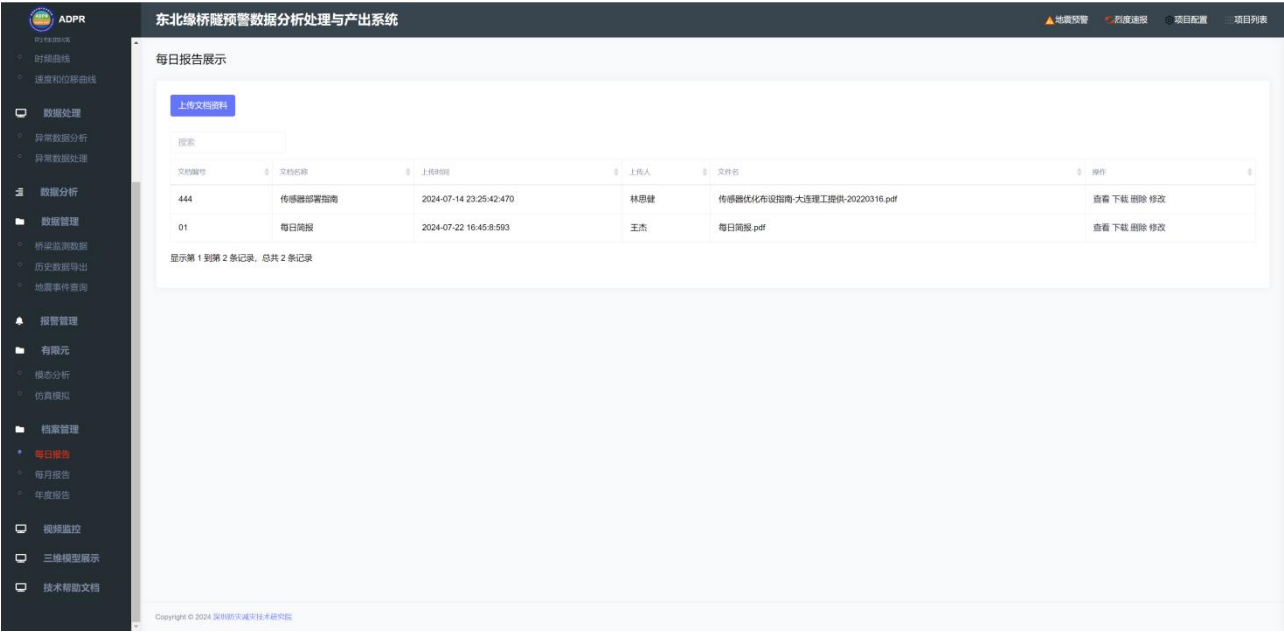 ADPR
东北缘桥隧预警数据分析处理与产出系统
地震预警 烈度速报 项目配置 项目列表
时频曲线
速度和位移曲线
数据处理
异常数据分析
异常数据处理
数据分析
数据管理
桥梁监测数据
历史数据导出
地震事件查询
报警管理
有限元
模态分析
仿真模拟
档案管理
每日报告
每月报告
年度报告
视频监控
三维模型展示
技术帮助文档
每日报告展示
上传文档资料
搜索
文档编号 文档名称 上传时间 上传人 文件名 操作
444 传感器部署指南 2024-07-14 23:25:42:470 林思健 传感器优化布设指南-大连理工提供-20220316.pdf 查看 下载 删除 修改
01 每日简报 2024-07-22 16:45:8:593 王杰 每日简报.pdf 查看 下载 删除 修改
显示第 1 到第 2 条记录，总共 2 条记录
Copyright © 2024 深圳防灾减灾技术研究院